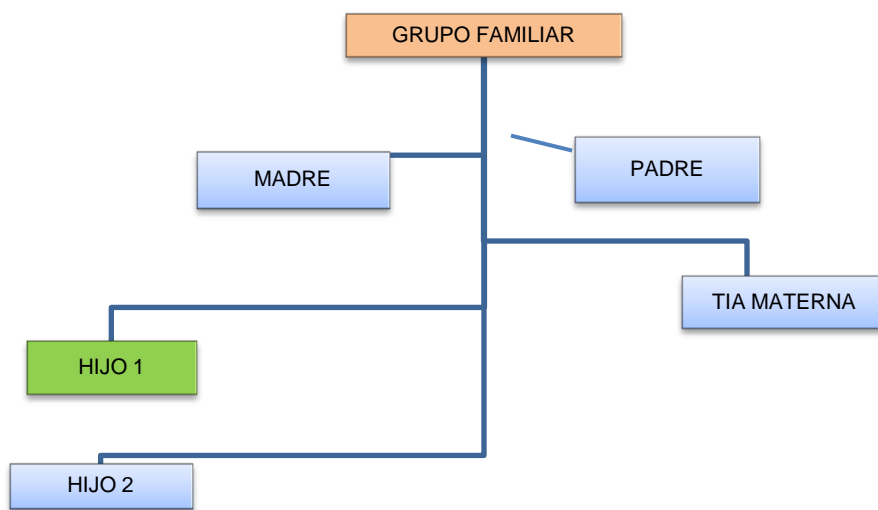 GRUPO FAMILIAR
MADRE
PADRE
TIA MATERNA
HIJO 1
HIJO 2